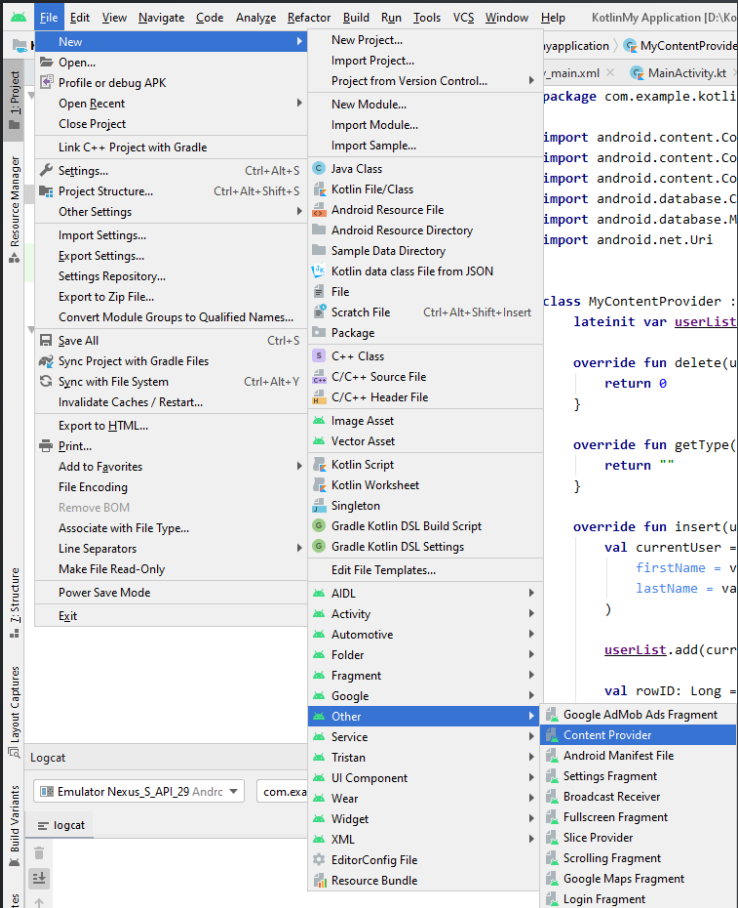 File Edit View Navigate Code Analyze Refactor Build Run Tools VCS Window Help KotlinMy Application [D:\Ko
New
Open...
Profile or debug APK
Open Recent
Close Project
Link C++ Project with Gradle
Settings... Ctrl+Alt+S
Project Structure... Ctrl+Alt+Shift+S
Other Settings
Import Settings...
Export Settings...
Settings Repository...
Export to Zip File...
Convert Module Groups to Qualified Names...
Save All Ctrl+S
Sync Project with Gradle Files
Sync with File System Ctrl+Alt+Y
Invalidate Caches / Restart...
Export to HTML...
Print...
Add to Favorites
File Encoding
Remove BOM
Associate with File Type...
Line Separators
Make File Read-Only
Power Save Mode
Exit
New Project...
Import Project...
Project from Version Control...
New Module...
Import Module...
Import Sample...
Java Class
Kotlin File/Class
Android Resource File
Android Resource Directory
Sample Data Directory
Kotlin data class File from JSON
File
Scratch File Ctrl+Alt+Shift+Insert
Package
C++ Class
C/C++ Source File
C/C++ Header File
Image Asset
Vector Asset
Kotlin Script
Kotlin Worksheet
Singleton
Gradle Kotlin DSL Build Script
Gradle Kotlin DSL Settings
Edit File Templates...
AIDL
Activity
Automotive
Folder
Fragment
Google
Other
Service
Tristan
UI Component
Wear
Widget
XML
EditorConfig File
Resource Bundle
Google AdMob Ads Fragment
Content Provider
Android Manifest File
Settings Fragment
Broadcast Receiver
Fullscreen Fragment
Slice Provider
Scrolling Fragment
Google Maps Fragment
Login Fragment
myapplication MyContentProvide
y_main.xml MainActivity.kt
package com.example.kotli
import android.content.Co
import android.content.Co
import android.content.Co
import android.database.C
import android.database.M
import android.net.Uri
class MyContentProvider :
lateinit var userList
override fun delete(u
return 0
}
override fun getType(
return ""
}
override fun insert(u
val currentUser =
firstName = v
lastName = va
)
userList.add(curr
val rowID: Long =
1: Project
Resource Manager
7: Structure
Layout Captures
Build Variants
Logcat
Emulator Nexus_S_API_29 Andrc
com.exa
logcat